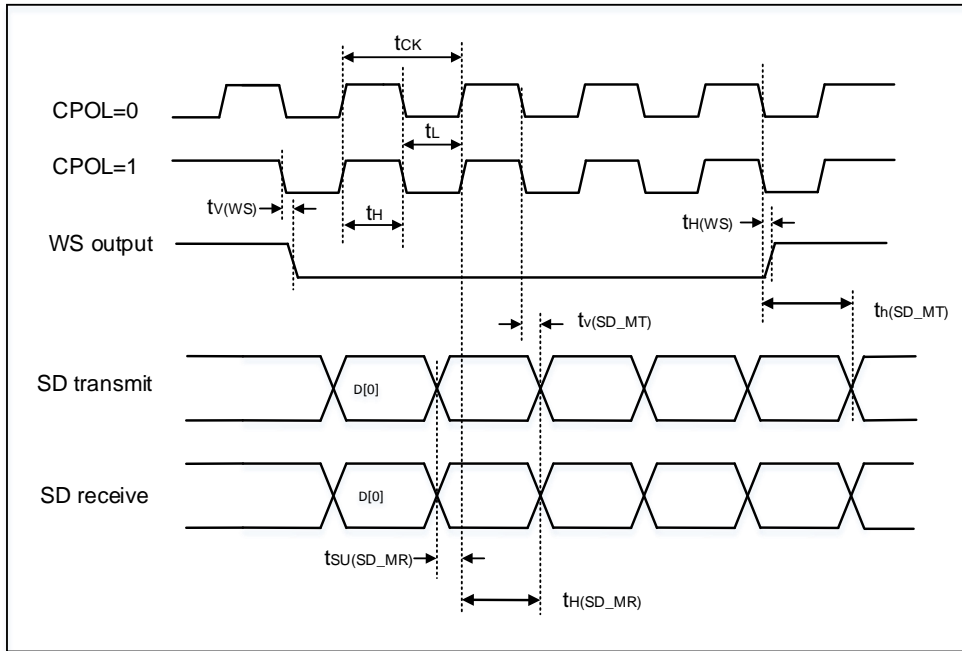 tCK
CPOL=0
tL
CPOL=1
tV(WS)
tH
tH(WS)
WS output
tv(SD_MT)
th(SD_MT)
SD transmit
D[0]
SD receive
D[0]
tSU(SD_MR)
tH(SD_MR)